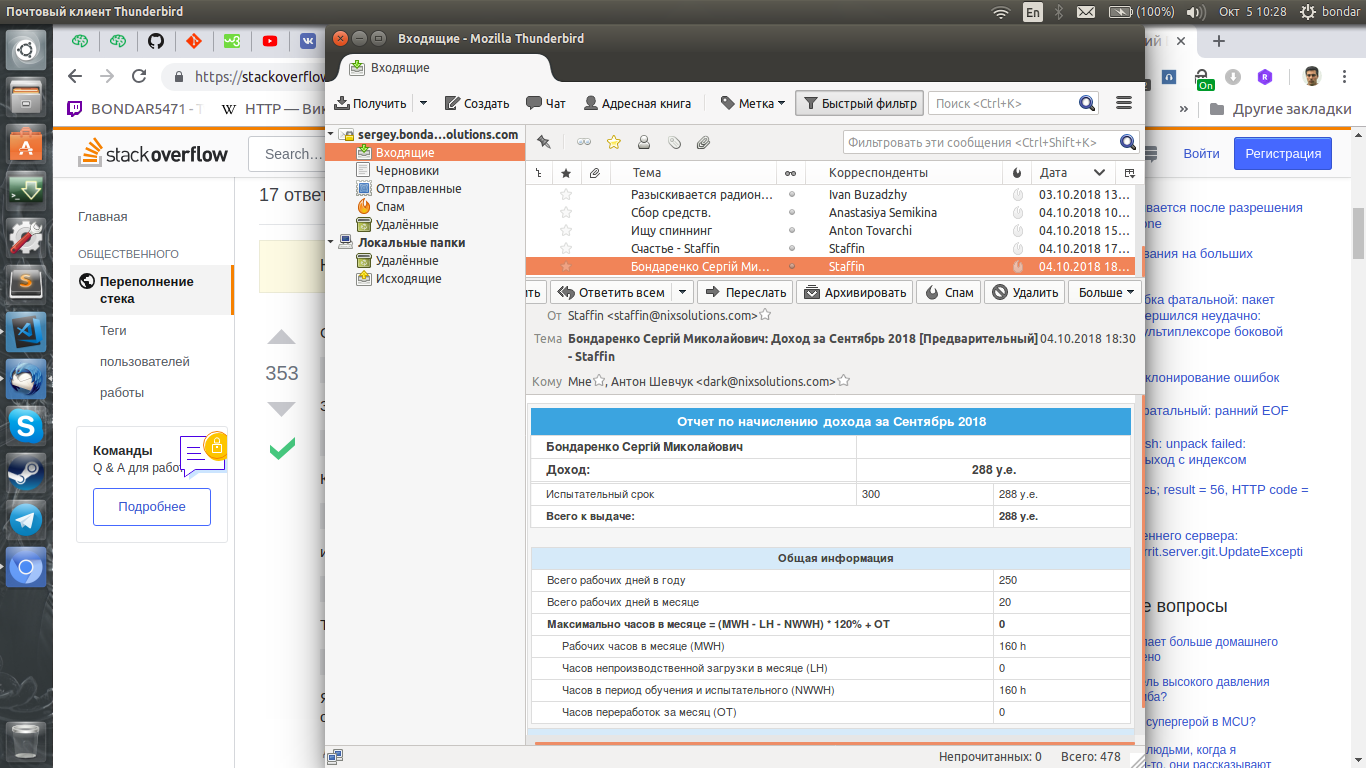 Почтовый клиент Thunderbird
En
(100%)
Окт 5 10:28
bondar
https://stackoverflow
BONDAR5471 - T
HTTP — Вик
Другие закладки
On
stackoverflow
Search…
Войти
Регистрация
17 ответ
Главная
ОБЩЕСТВЕННОГО
Переполнение
стека
Теги
пользователей
работы
353
Команды
Q & A для рабо
Подробнее
Входящие - Mozilla Thunderbird
Входящие
Получить
Создать
Чат
Адресная книга
Метка
Быстрый фильтр
Поиск <Ctrl+K>
sergey.bonda...olutions.com
Входящие
Черновики
Отправленные
Спам
Удалённые
Локальные папки
Удалённые
Исходящие
Фильтровать эти сообщения <Ctrl+Shift+K>
Тема
Корреспонденты
Дата
Разыскивается радион… Ivan Buzadzhy 03.10.2018 13…
Сбор средств. Anastasiya Semikina 04.10.2018 10…
Ищу спиннинг Anton Tovarchi 04.10.2018 15…
Счастье - Staffin Staffin 04.10.2018 17…
Бондаренко Сергій Ми… Staffin 04.10.2018 18…
ть
Ответить всем
Переслать
Архивировать
Спам
Удалить
Больше
От Staffin <staffin@nixsolutions.com>
Тема Бондаренко Сергій Миколайович: Доход за Сентябрь 2018 [Предварительный] 04.10.2018 18:30
- Staffin
Кому Мне, Антон Шевчук <dark@nixsolutions.com>
Отчет по начислению дохода за Сентябрь 2018
Бондаренко Сергій Миколайович
Доход: 288 у.е.
Испытательный срок 300 288 у.е.
Всего к выдаче: 288 у.е.
Общая информация
Всего рабочих дней в году 250
Всего рабочих дней в месяце 20
Максимально часов в месяце = (MWH - LH - NWWH) * 120% + OT 0
Рабочих часов в месяце (MWH) 160 h
Часов непроизводственной загрузки в месяце (LH) 0
Часов в период обучения и испытательного (NWWH) 160 h
Часов переработок за месяц (OT) 0
Непрочитанных: 0
Всего: 478
вается после разрешения
one
вания на больших
бка фатальной: пакет
ершился неудачно:
ультиплексоре боковой
клонирование ошибок
фатальный: ранний EOF
sh: unpack failed:
ыход с индексом
сь; result = 56, HTTP code =
еннего сервера:
rrit.server.git.UpdateExcepti
е вопросы
лает больше домашнего
ено
ель высокого давления
ьба?
супергерой в MCU?
людьми, когда я
-то, они рассказывают